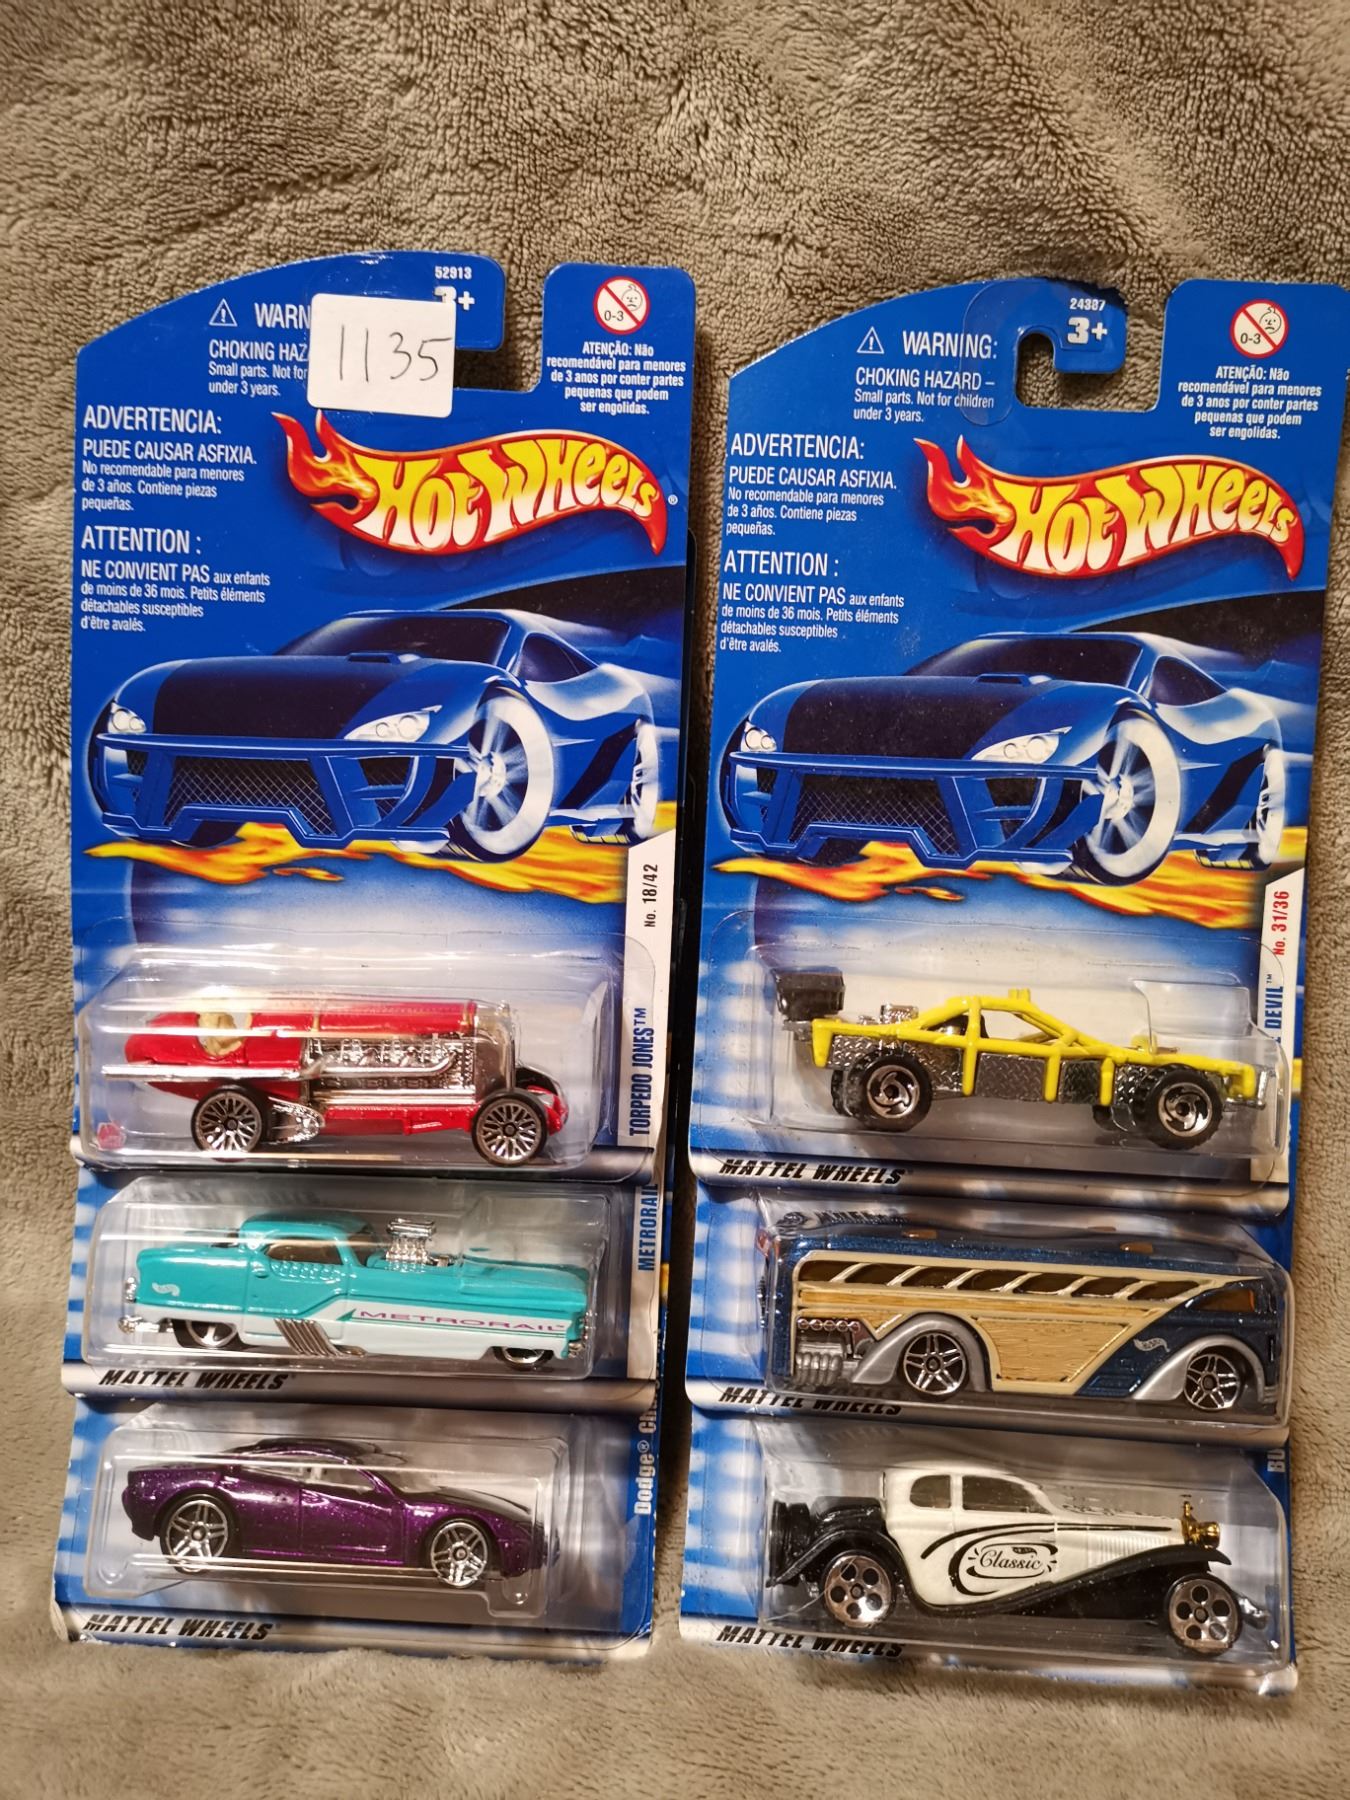 52913
3+
1135
WARN
CHOKING HAZ
Small parts. Not for
under 3 years.
ADVERTENCIA:
PUEDE CAUSAR ASFIXIA.
No recomendable para menores
de 3 años. Contiene piezas
pequeñas.
ATTENTION :
NE CONVIENT PAS aux enfants
de moins de 36 mois. Petits éléments
détachables susceptibles
d'être avalés.
0-3
ATENÇÃO: Não
recomendável para menores
de 3 anos por conter partes
pequenas que podem
ser engolidas.
HOT WHEELS®
No. 18/42
TORPEDO JONES™
METRORAIL
METRORAIL™
MATTEL WHEELS®
Dodge® Cha
MATTEL WHEELS®
24387
3+
WARNING:
CHOKING HAZARD –
Small parts. Not for children
under 3 years.
ADVERTENCIA:
PUEDE CAUSAR ASFIXIA.
No recomendable para menores
de 3 años. Contiene piezas
pequeñas.
ATTENTION :
NE CONVIENT PAS aux enfants
de moins de 36 mois. Petits éléments
détachables susceptibles
d'être avalés.
0-3
ATENÇÃO: Não
recomendável para menores
de 3 anos por conter partes
pequenas que podem
ser engolidas.
HOT WHEELS
No. 31/36
DEVIL™
MATTEL WHEELS®
MATTEL WHEELS
BU
Classic
MATTEL WHEELS